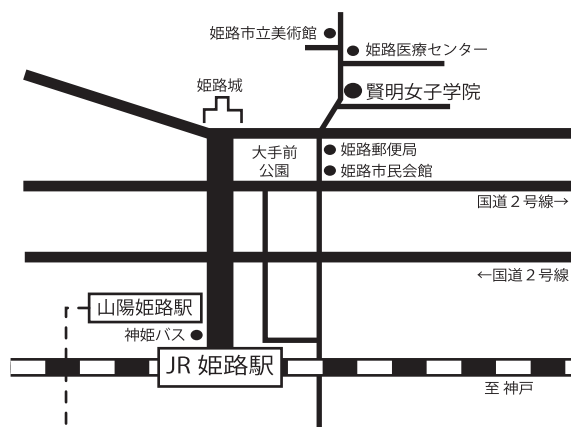 姫路市立美術館
姫路医療センター
姫路城
賢明女子学院
大手前
公園
姫路郵便局
姫路市民会館
国道2号線→
←国道2号線
山陽姫路駅
神姫バス
JR 姫路駅
至 神戸